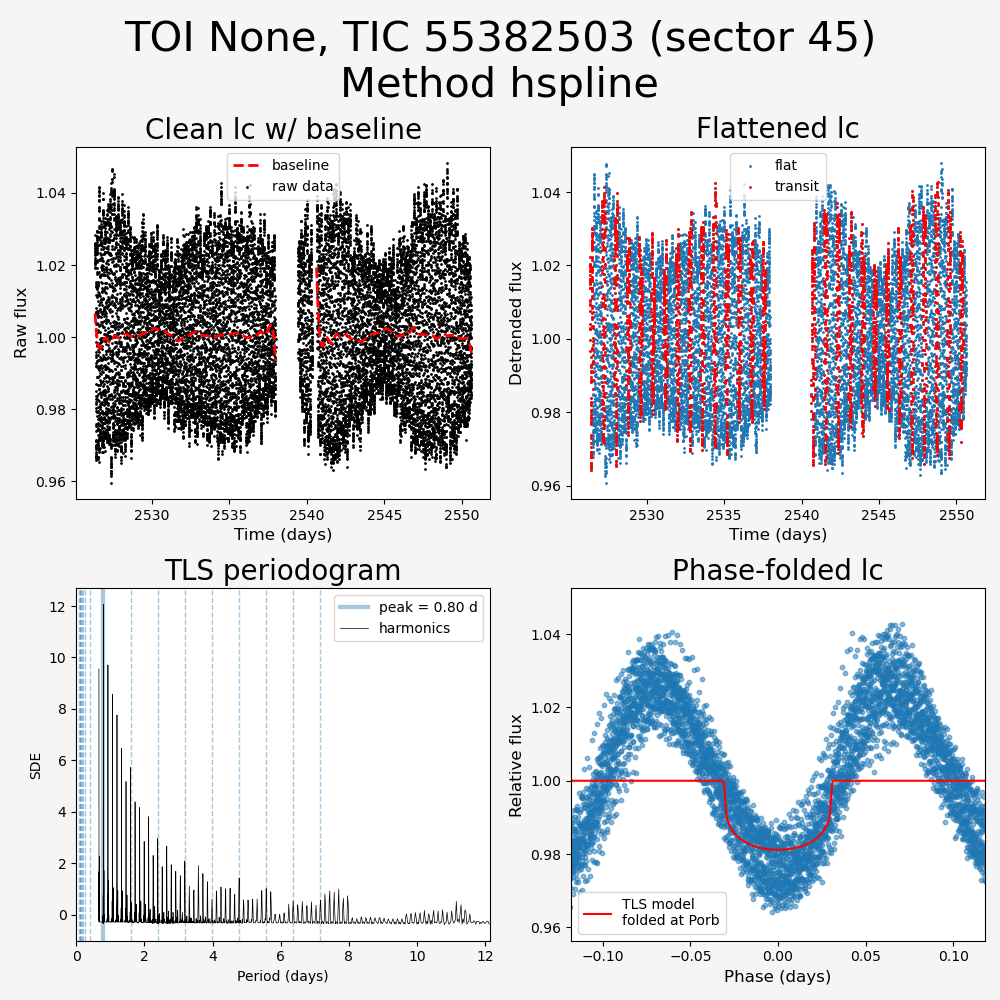 TOI None, TIC 55382503 (sector 45)
Method hspline
Clean lc w/ baseline
baseline
raw data
Raw flux
1.04
1.02
1.00
0.98
0.96
2530 2535 2540 2545 2550
Time (days)
Flattened lc
flat
transit
Detrended flux
1.04
1.02
1.00
0.98
0.96
2530 2535 2540 2545 2550
Time (days)
TLS periodogram
peak = 0.80 d
harmonics
SDE
12
10
8
6
4
2
0
0 2 4 6 8 10 12
Period (days)
Phase-folded lc
Relative flux
1.04
1.02
1.00
0.98
0.96
TLS model
folded at Porb
−0.10 −0.05 0.00 0.05 0.10
Phase (days)